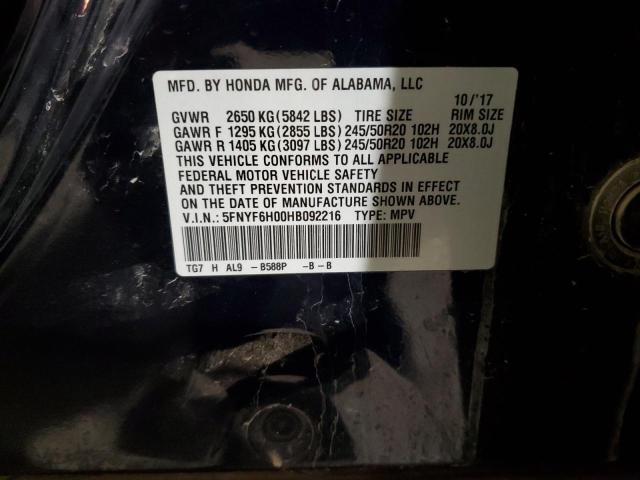 MFD. BY HONDA MFG. OF ALABAMA, LLC
10/'17
GVWR 2650 KG (5842 LBS) TIRE SIZE RIM SIZE
GAWR F 1295 KG (2855 LBS) 245/50R20 102H 20X8.0J
GAWR R 1405 KG (3097 LBS) 245/50R20 102H 20X8.0J
THIS VEHICLE CONFORMS TO ALL APPLICABLE
FEDERAL MOTOR VEHICLE SAFETY
AND THEFT PREVENTION STANDARDS IN EFFECT
ON THE DATE OF MANUFACTURE SHOWN ABOVE.
V.I.N.: 5FNYF6H00HB092216 TYPE: MPV
TG7 H AL9 - B588P -B-B